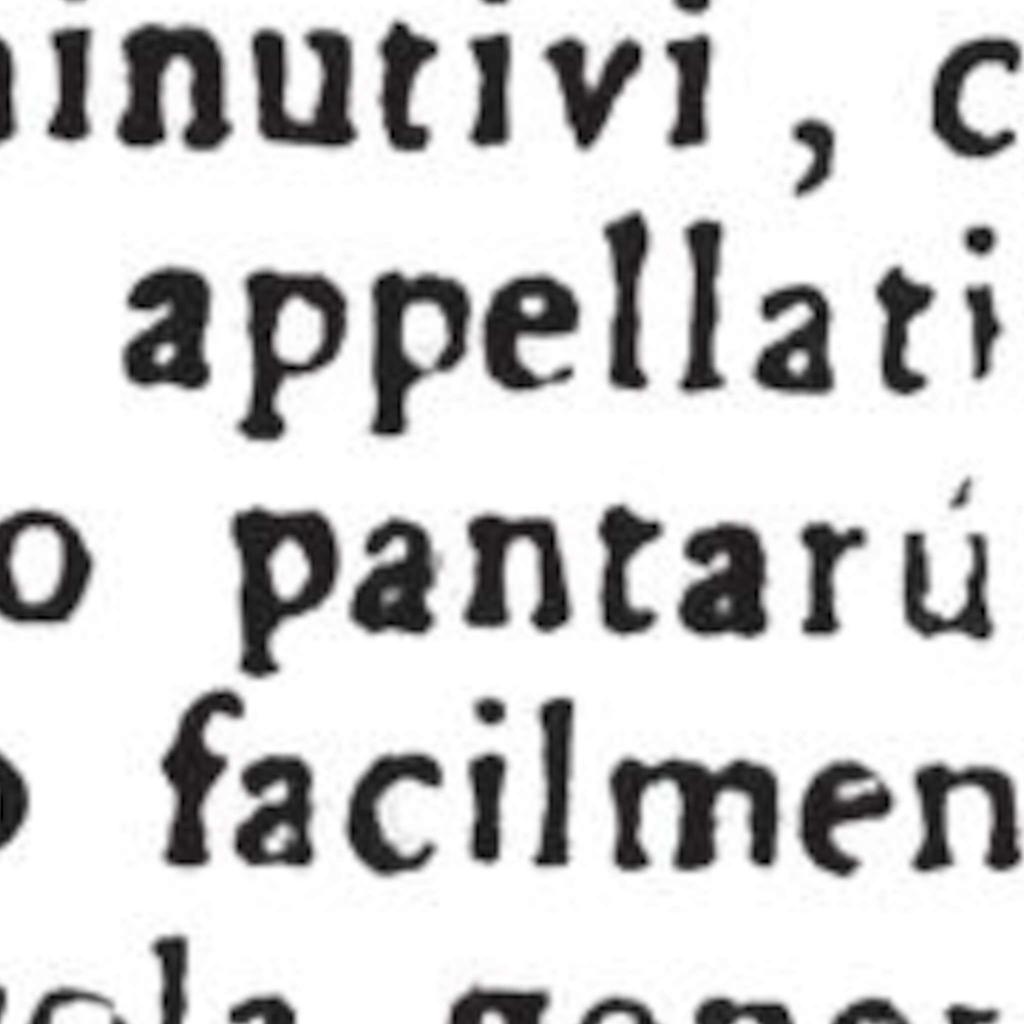 inutivi, c
appellati
o pantarú
facilmen